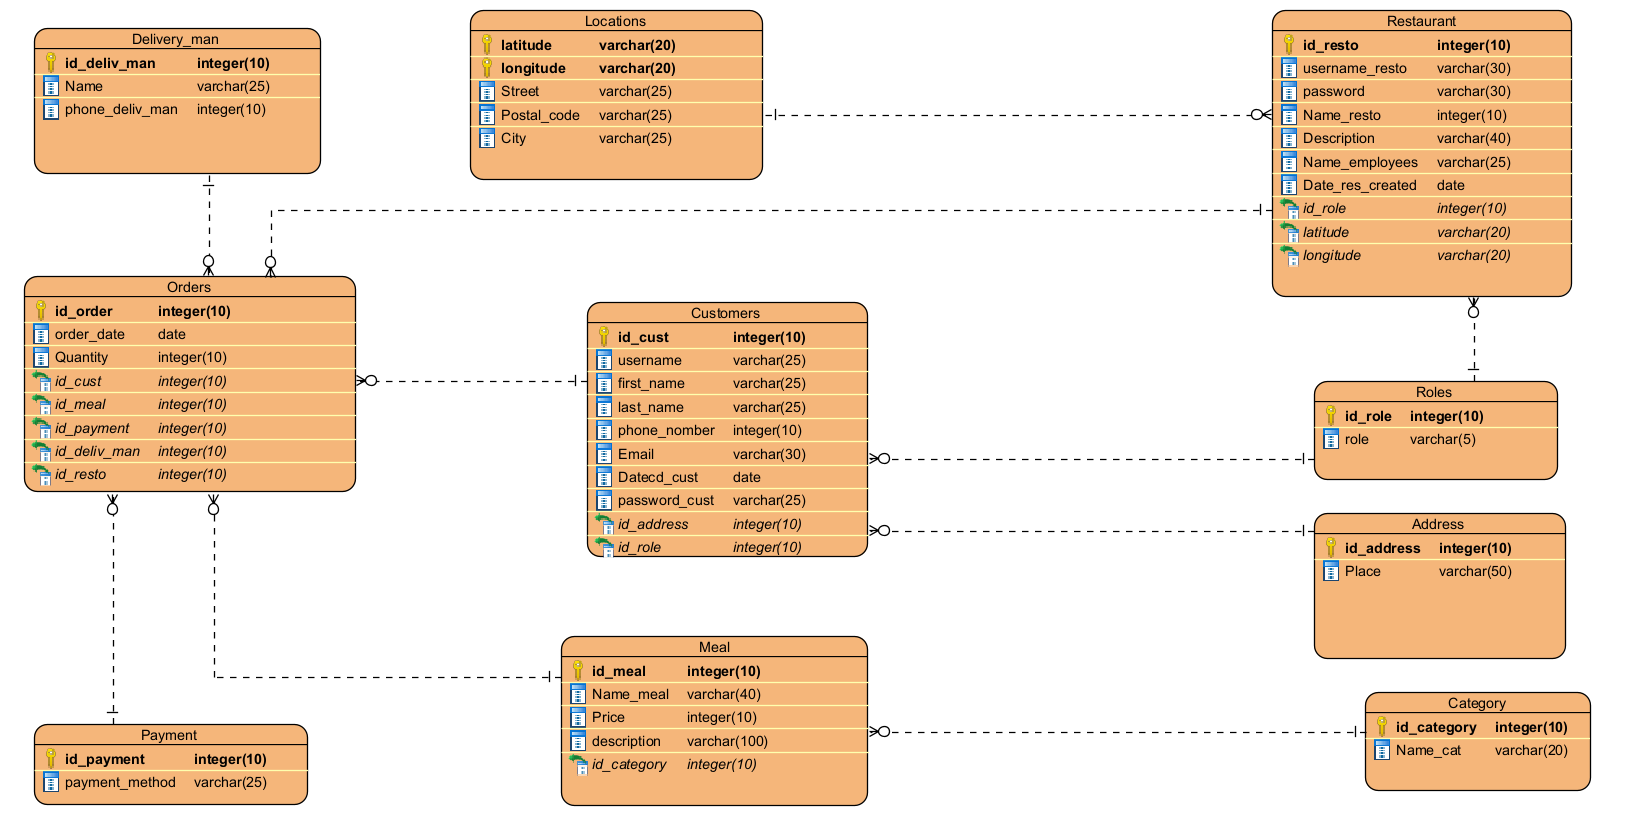 Delivery_man
id_deliv_man integer(10)
Name varchar(25)
phone_deliv_man integer(10)
Locations
latitude varchar(20)
longitude varchar(20)
Street varchar(25)
Postal_code varchar(25)
City varchar(25)
Restaurant
id_resto integer(10)
username_resto varchar(30)
password varchar(30)
Name_resto integer(10)
Description varchar(40)
Name_employees varchar(25)
Date_res_created date
id_role integer(10)
latitude varchar(20)
longitude varchar(20)
Orders
id_order integer(10)
order_date date
Quantity integer(10)
id_cust integer(10)
id_meal integer(10)
id_payment integer(10)
id_deliv_man integer(10)
id_resto integer(10)
Customers
id_cust integer(10)
username varchar(25)
first_name varchar(25)
last_name varchar(25)
phone_nomber integer(10)
Email varchar(30)
Datecd_cust date
password_cust varchar(25)
id_address integer(10)
id_role integer(10)
Roles
id_role integer(10)
role varchar(5)
Address
id_address integer(10)
Place varchar(50)
Meal
id_meal integer(10)
Name_meal varchar(40)
Price integer(10)
description varchar(100)
id_category integer(10)
Category
id_category integer(10)
Name_cat varchar(20)
Payment
id_payment integer(10)
payment_method varchar(25)